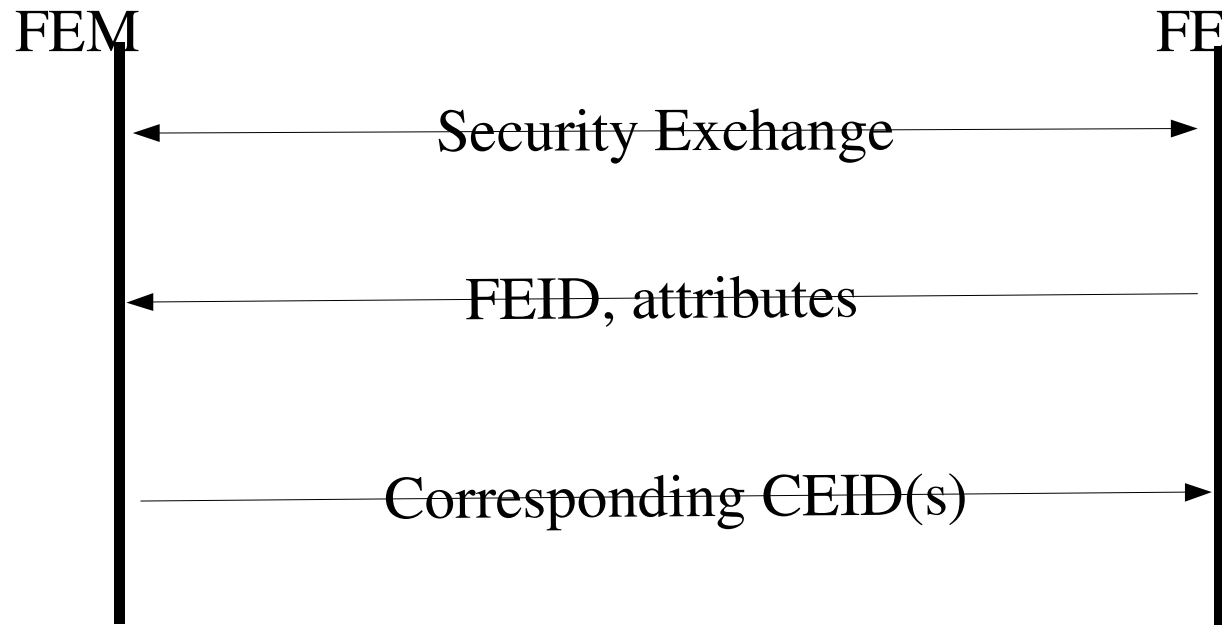 FEM
FE
Security Exchange
FEID, attributes
Corresponding CEID(s)